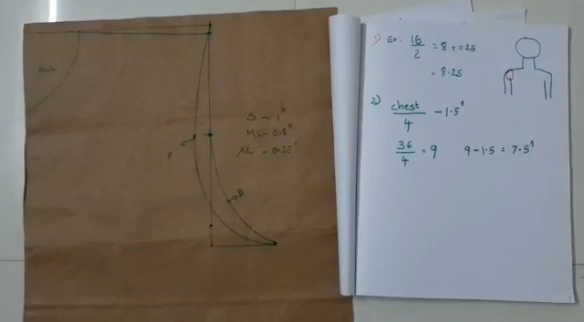 S - 1"
M, L - 0.8"
XL - 0.25"
F
B
1) Ex. 16/2 = 8 + 0.25
= 8.25
2) chest/4 - 1.5"
36/4 = 9 9 - 1.5 = 7.5"